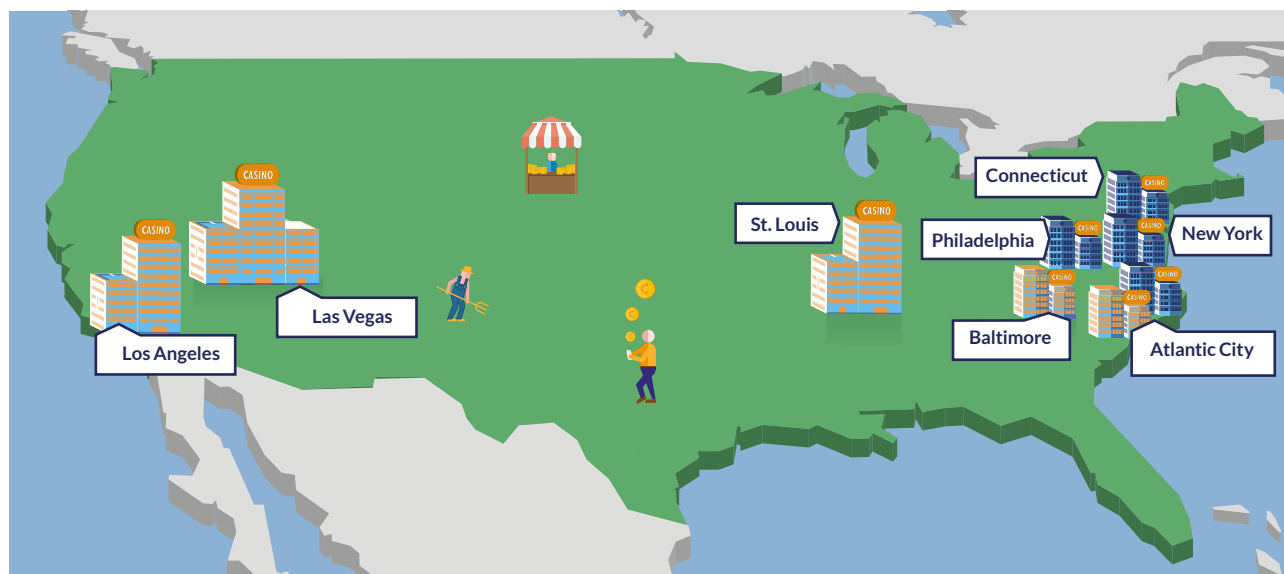 CASINO
Connecticut
CASINO
CASINO
St. Louis
CASINO
CASINO
CASINO
New York
Philadelphia
CASINO
CASINO
Las Vegas
CASINO
Baltimore
Atlantic City
Los Angeles